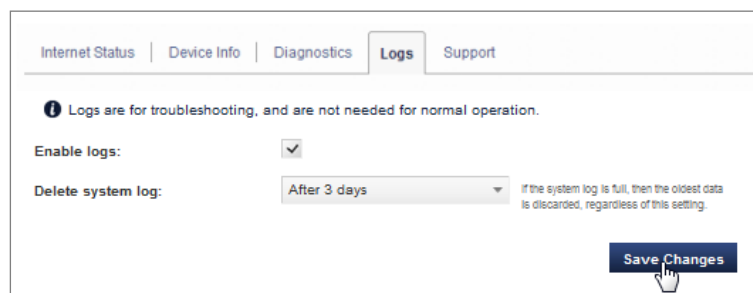 Internet Status Device Info Diagnostics Logs Support
Logs are for troubleshooting, and are not needed for normal operation.
Enable logs:
Delete system log: After 3 days
If the system log is full, then the oldest data
is discarded, regardless of this setting.
Save Changes